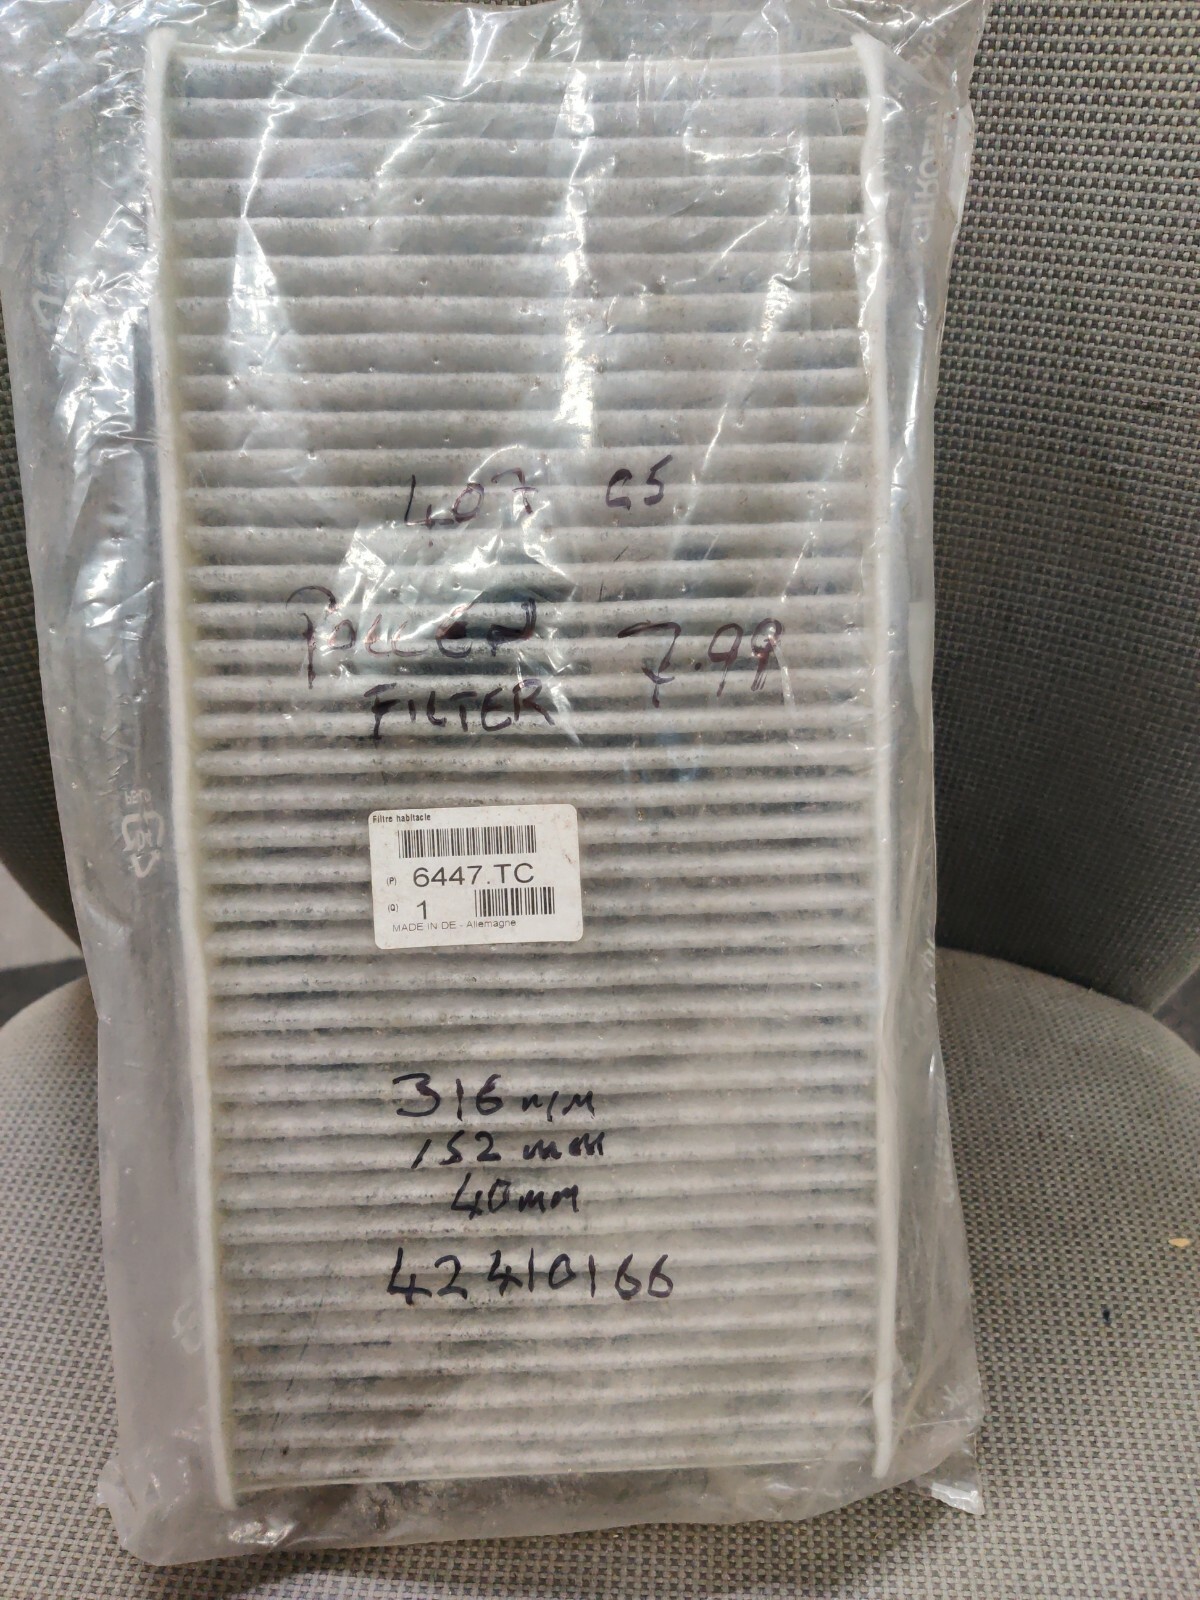 407 C5
POLLEN 7.99
FILTER
Filtre habitacle
(P) 6447.TC
(Q) 1
MADE IN DE - Allemagne
316 mm
152 mm
40mm
42410166